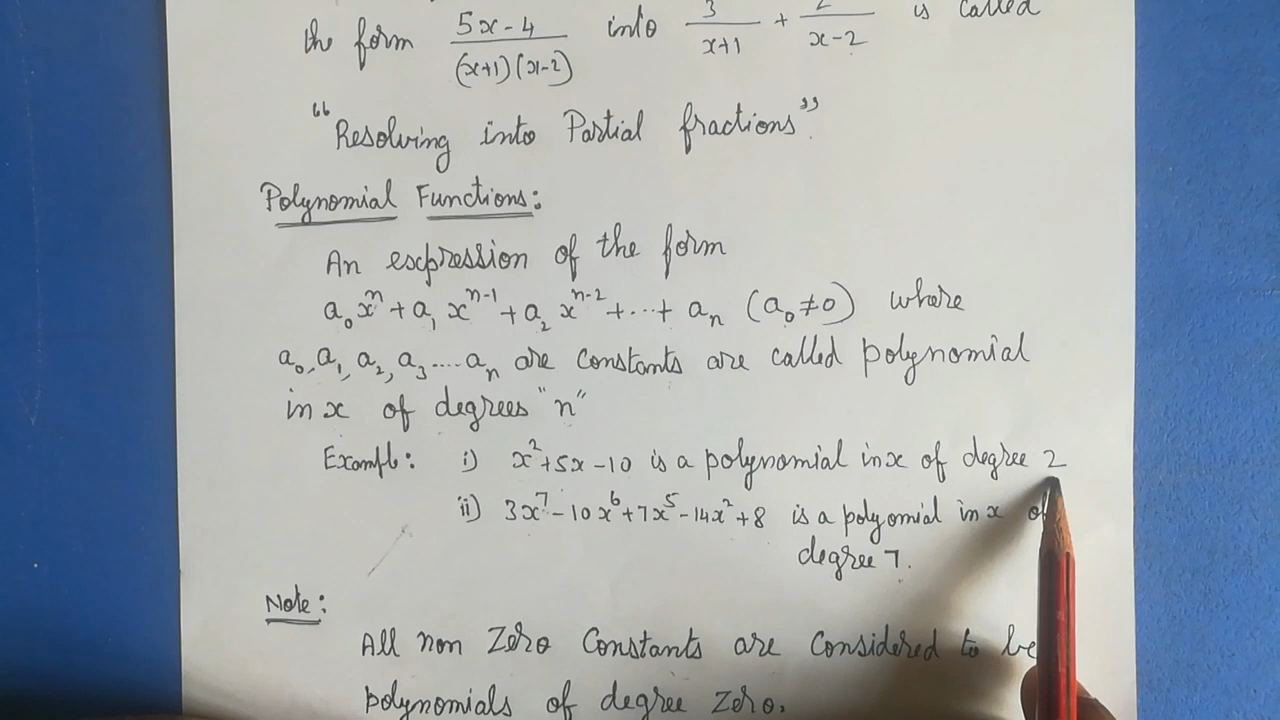 the form (5x-4)/((x+1)(x-2)) into 3/(x+1) + 2/(x-2) is called
“Resolving into Partial fractions”.
Polynomial Functions:
An expression of the form
a₀xⁿ + a₁xⁿ⁻¹ + a₂xⁿ⁻² + ... + aₙ (a₀≠0) where
a₀, a₁, a₂, a₃.....aₙ are constants are called polynomial
in x of degrees "n"
Example: i) x²+5x-10 is a polynomial in x of degree 2
ii) 3x⁷-10x⁶+7x⁵-14x²+8 is a polyomial in x of
degree 7.
Note:
All non Zero Constants are Considered to be
polynomials of degree Zero.